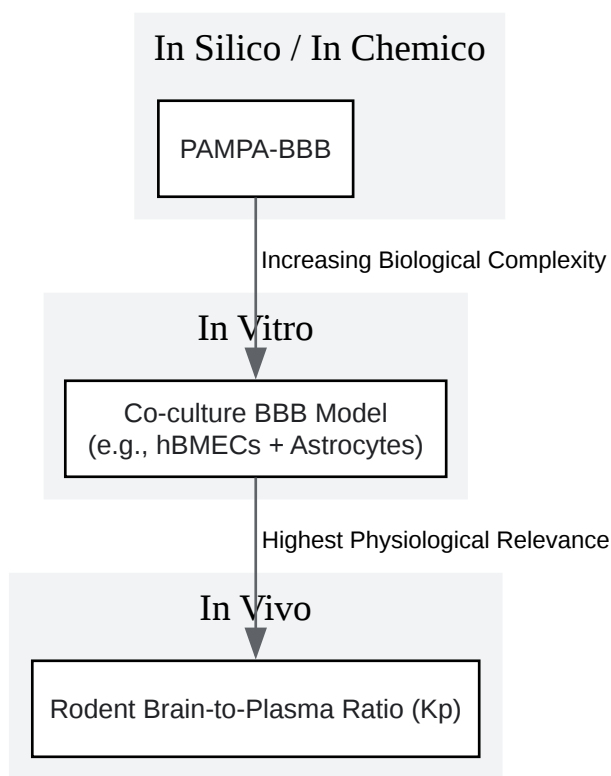 In Silico / In Chemico
PAMPA-BBB
Increasing Biological Complexity
In Vitro
Co-culture BBB Model
(e.g., hBMECs + Astrocytes)
Highest Physiological Relevance
In Vivo
Rodent Brain-to-Plasma Ratio (Kp)